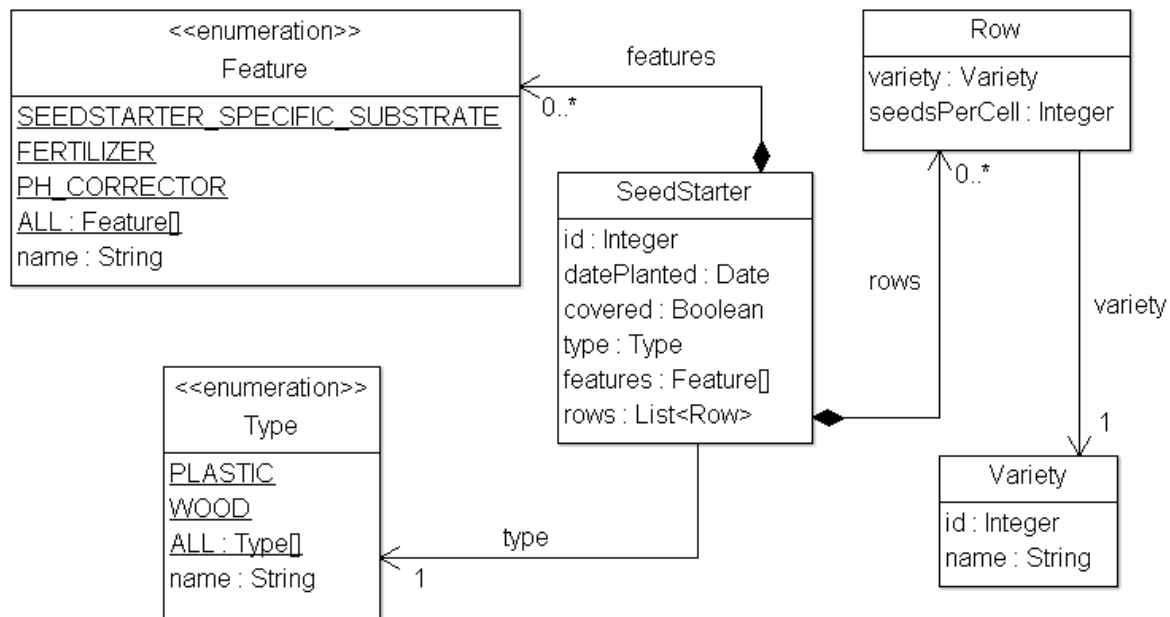 <<enumeration>>
Feature
SEEDSTARTER_SPECIFIC_SUBSTRATE
FERTILIZER
PH_CORRECTOR
ALL : Feature[]
name : String
features
0..*
Row
variety : Variety
seedsPerCell : Integer
0..*
SeedStarter
id : Integer
datePlanted : Date
covered : Boolean
type : Type
features : Feature[]
rows : List<Row>
rows
variety
1
<<enumeration>>
Type
PLASTIC
WOOD
ALL : Type[]
name : String
type
1
Variety
id : Integer
name : String